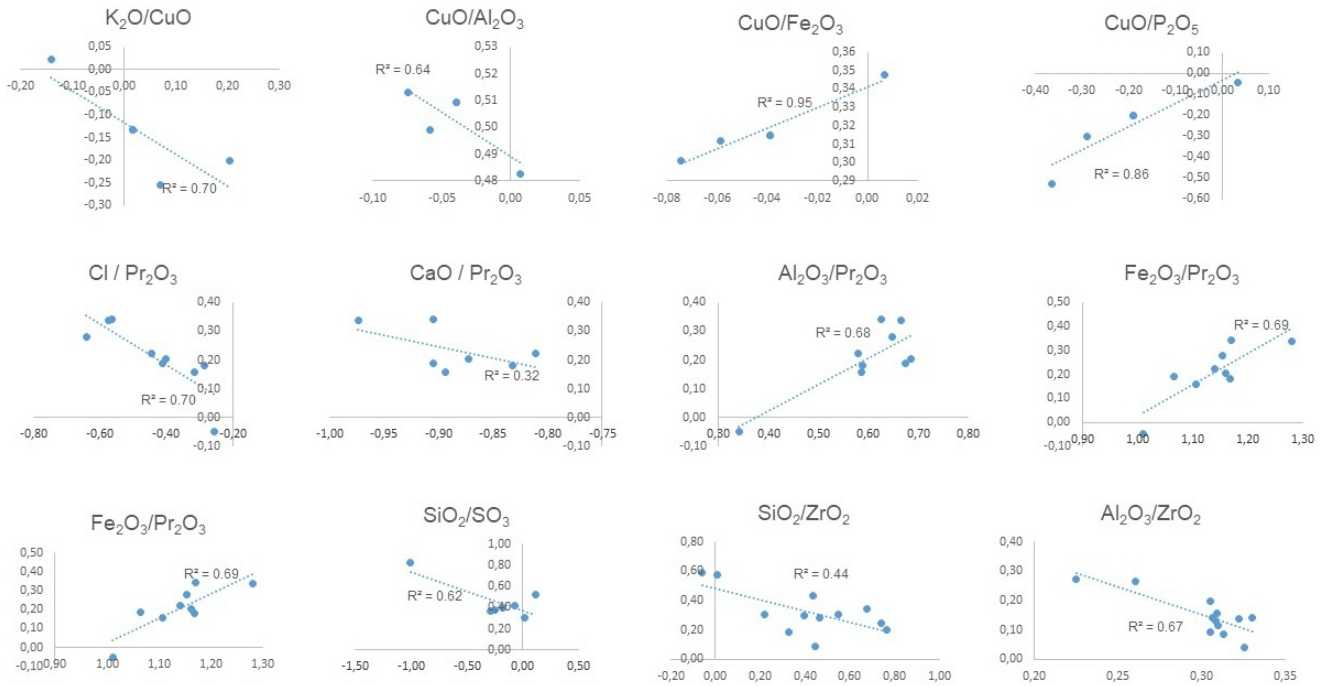 K₂O/CuO
0,05
0,00
-0,05
-0,10
-0,15
-0,20
-0,25
-0,30
-0,20 -0,10 0,00 0,10 0,20 0,30
R² = 0.70
CuO/Al₂O₃
0,53
0,52
0,51
0,50
0,49
0,48
-0,10 -0,05 0,00 0,05
R² = 0.64
CuO/Fe₂O₃
0,36
0,35
0,34
0,33
0,32
0,31
0,30
0,29
-0,08 -0,06 -0,04 -0,02 0,00 0,02
R² = 0.95
CuO/P₂O₅
0,10
0,00
-0,10
-0,20
-0,30
-0,40
-0,50
-0,60
-0,40 -0,30 -0,20 -0,10 0,00 0,10
R² = 0.86
Cl / Pr₂O₃
0,40
0,30
0,20
0,10
0,00
-0,10
-0,80 -0,60 -0,40 -0,20
R² = 0.70
CaO / Pr₂O₃
0,40
0,30
0,20
0,10
0,00
-0,10
-1,00 -0,95 -0,90 -0,85 -0,80 -0,75
R² = 0.32
Al₂O₃/Pr₂O₃
0,40
0,30
0,20
0,10
0,00
-0,10
0,30 0,40 0,50 0,60 0,70 0,80
R² = 0.68
Fe₂O₃/Pr₂O₃
0,50
0,40
0,30
0,20
0,10
0,00
-0,10
0,90 1,00 1,10 1,20 1,30
R² = 0.69
Fe₂O₃/Pr₂O₃
0,50
0,40
0,30
0,20
0,10
0,00
-0,10
0,90 1,00 1,10 1,20 1,30
R² = 0.69
SiO₂/SO₃
1,00
0,80
0,60
0,40
0,20
0,00
-1,50 -1,00 -0,50 0,00 0,50
R² = 0.62
SiO₂/ZrO₂
0,80
0,60
0,40
0,20
0,00
-0,20 0,00 0,20 0,40 0,60 0,80 1,00
R² = 0.44
Al₂O₃/ZrO₂
0,40
0,30
0,20
0,10
0,00
0,20 0,25 0,30 0,35
R² = 0.67